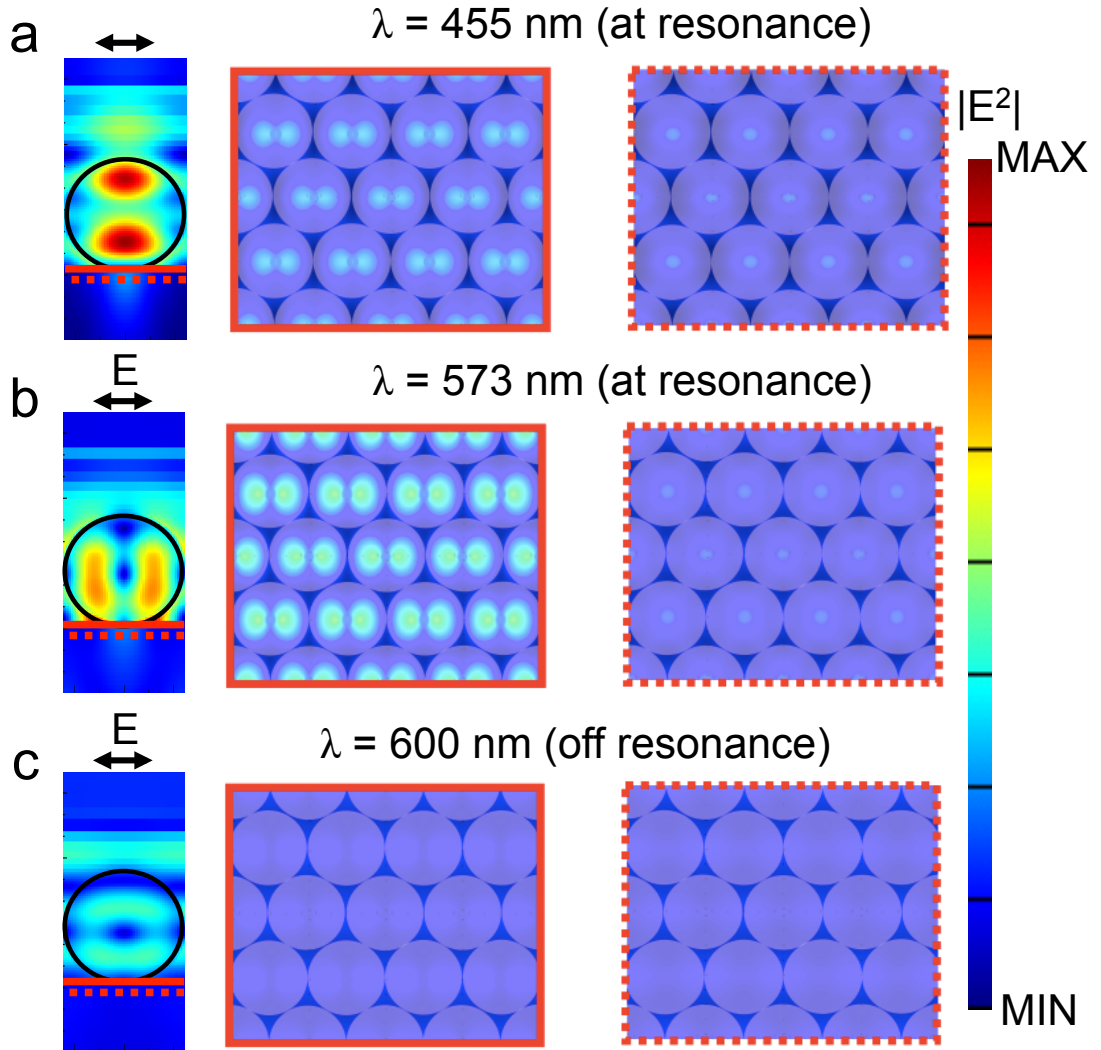 a
λ = 455 nm (at resonance)
|E²|
MAX
b
E
λ = 573 nm (at resonance)
c
E
λ = 600 nm (off resonance)
MIN